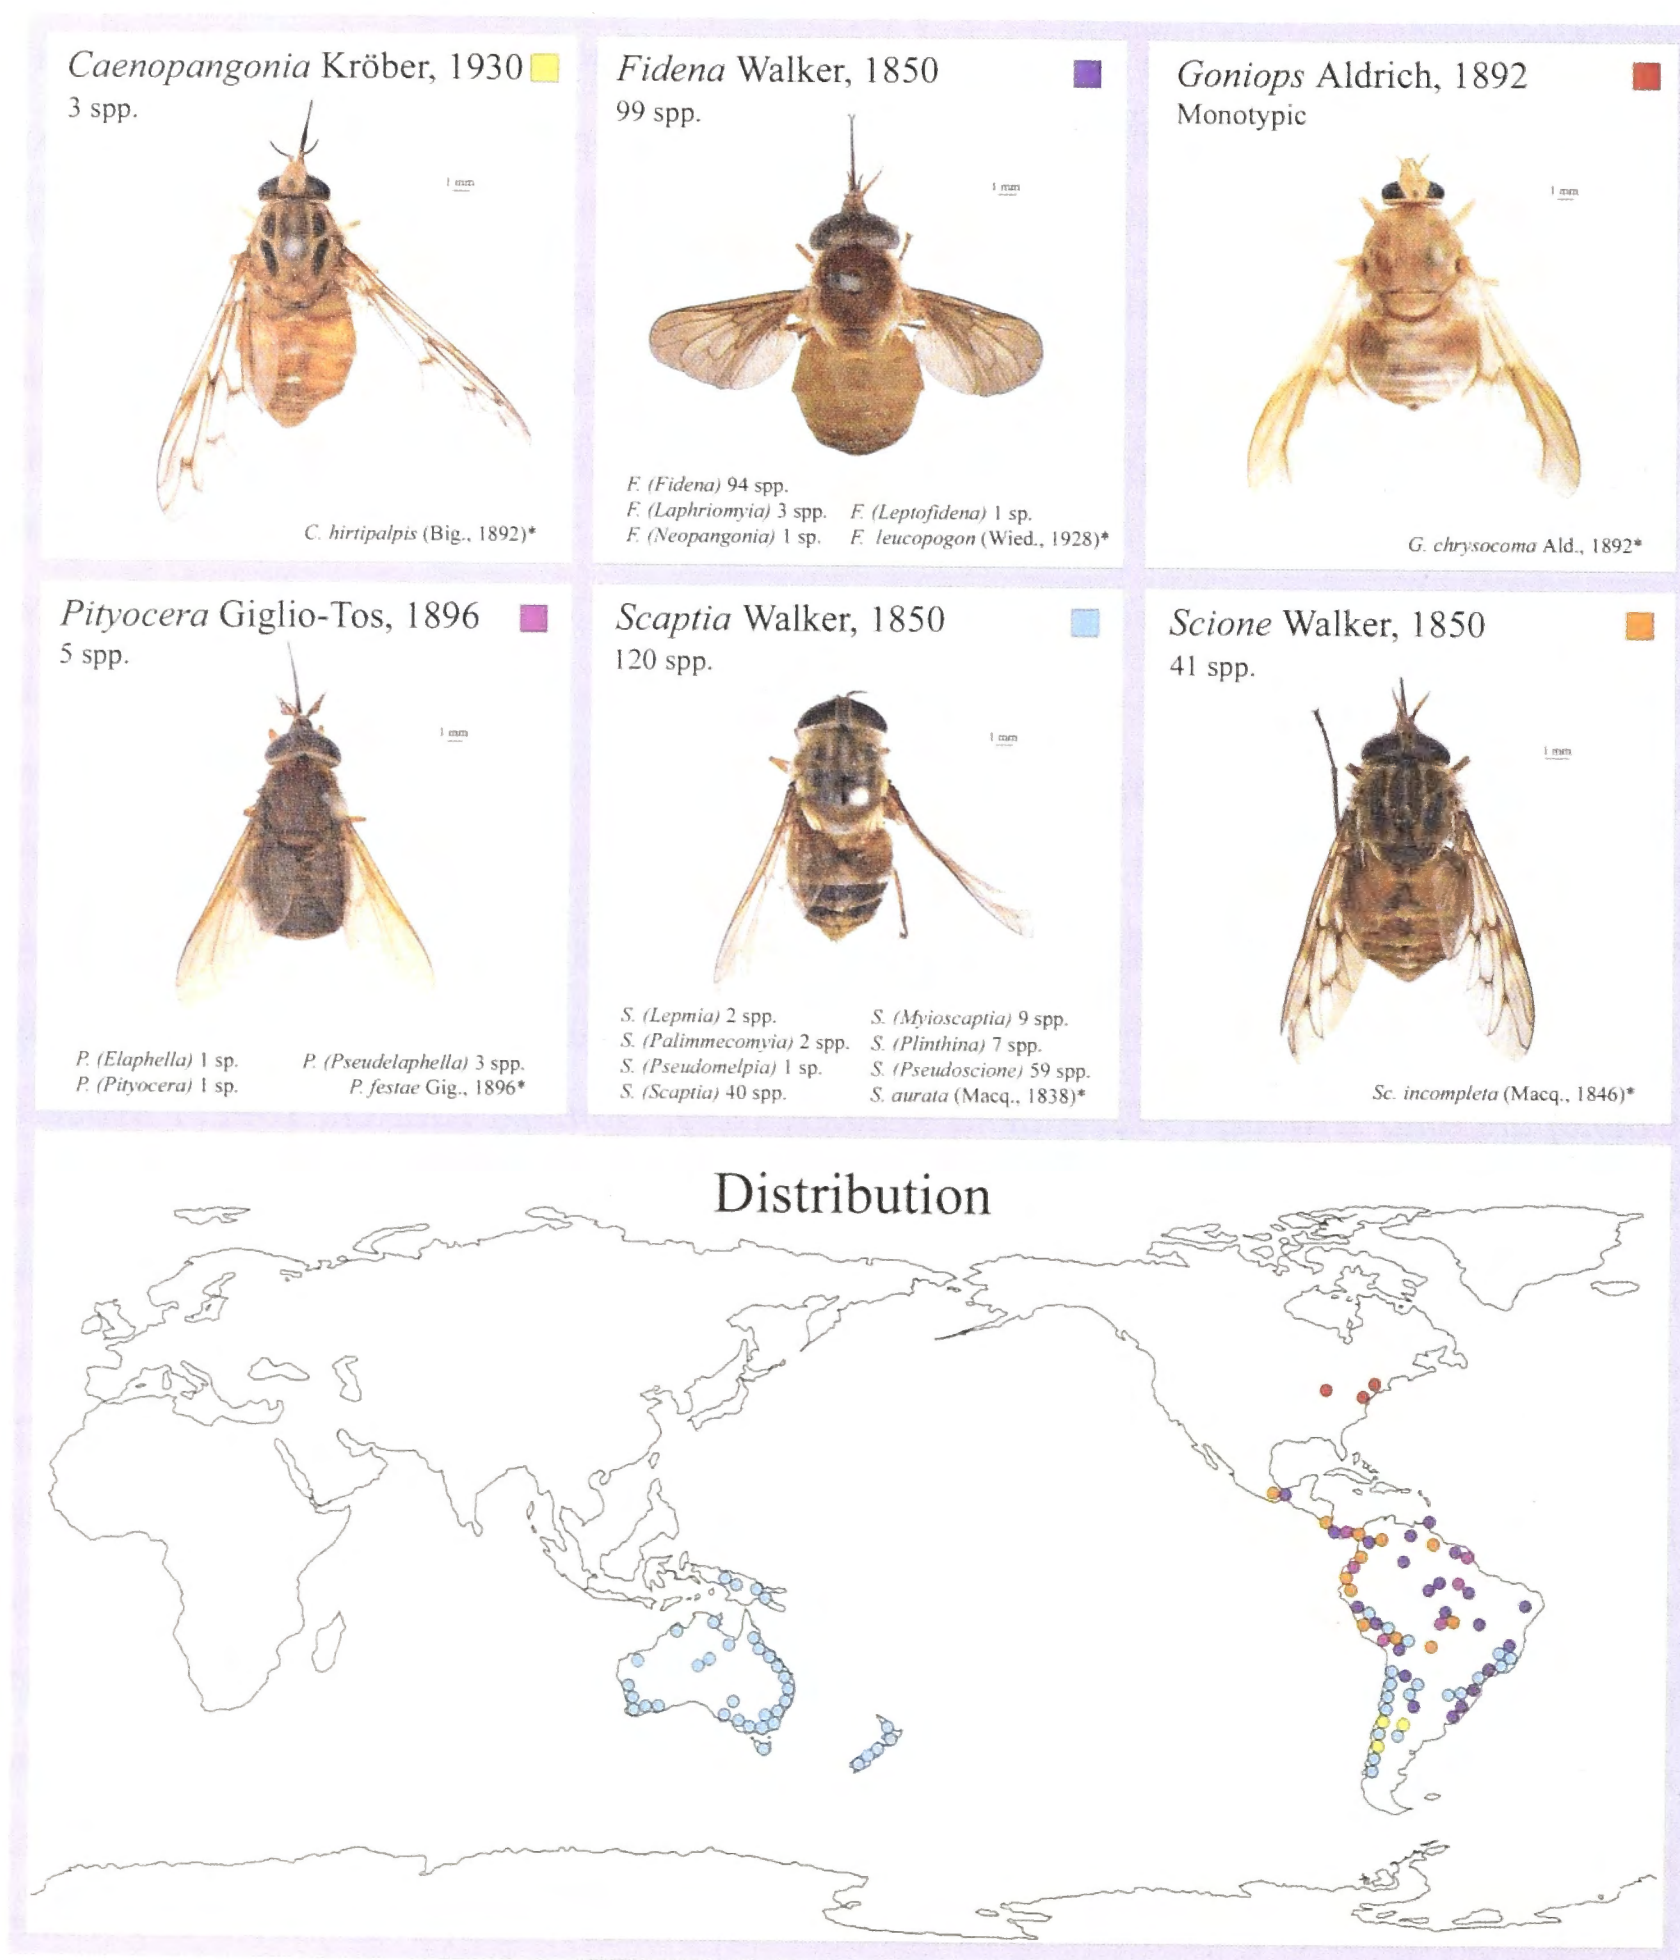 Caenopangonia Kröber, 1930
3 spp.
1 mm
C. hirtipalpis (Big., 1892)*
Fidena Walker, 1850
99 spp.
1 mm
F. (Fidena) 94 spp.
F. (Laphriomyia) 3 spp. F. (Leptofidena) 1 sp.
F. (Neopangonia) 1 sp. F. leucopogon (Wied., 1928)*
Goniops Aldrich, 1892
Monotypic
1 mm
G. chrysocoma Ald., 1892*
Pityocera Giglio-Tos, 1896
5 spp.
1 mm
P. (Elaphella) 1 sp. P. (Pseudelaphella) 3 spp.
P. (Pityocera) 1 sp. P. festae Gig., 1896*
Scaptia Walker, 1850
120 spp.
1 mm
S. (Lepmia) 2 spp. S. (Myioscaptia) 9 spp.
S. (Palimmecomyia) 2 spp. S. (Plinthina) 7 spp.
S. (Pseudomelpia) 1 sp. S. (Pseudoscione) 59 spp.
S. (Scaptia) 40 spp. S. aurata (Macq., 1838)*
Scione Walker, 1850
41 spp.
1 mm
Sc. incompleta (Macq., 1846)*
Distribution